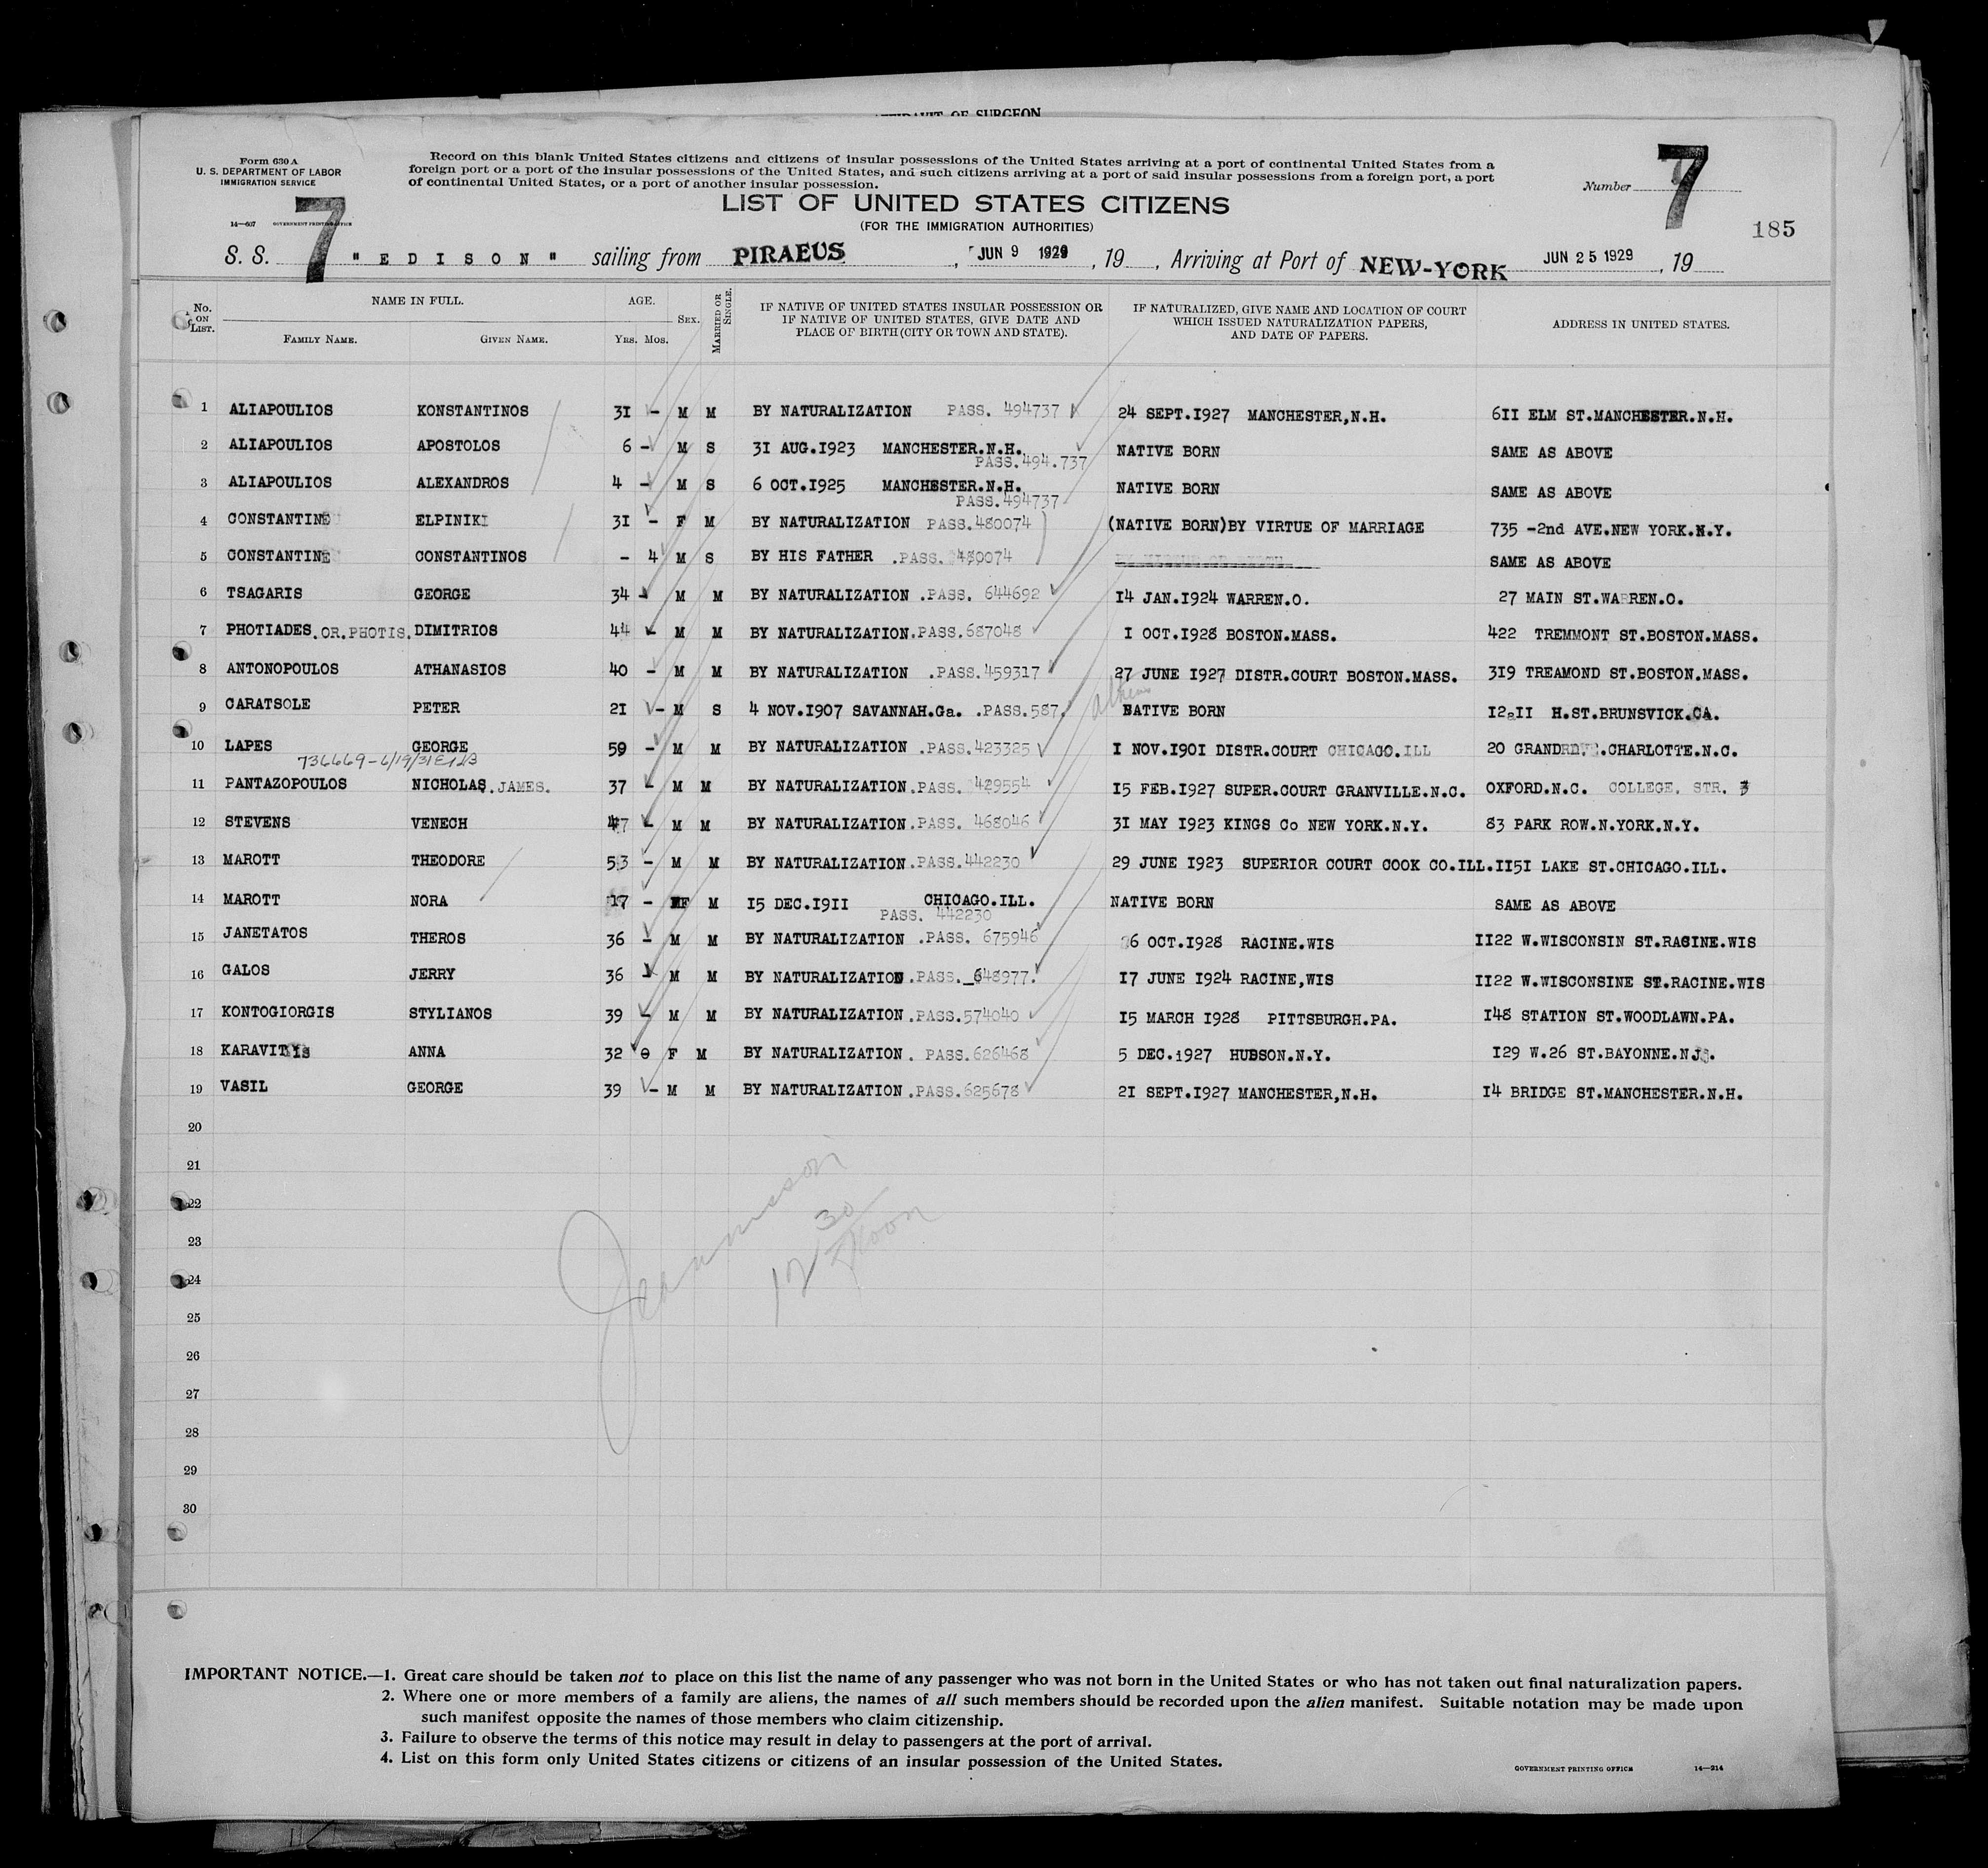 AFFIDAVIT OF SURGEON
Form 630 A
U. S. DEPARTMENT OF LABOR
IMMIGRATION SERVICE
14—607 GOVERNMENT PRINTING OFFICE
Record on this blank United States citizens and citizens of insular possessions of the United States arriving at a port of continental United States from a
foreign port or a port of the insular possessions of the United States, and such citizens arriving at a port of said insular possessions from a foreign port, a port
of continental United States, or a port of another insular possession.
Number 7
7
185
LIST OF UNITED STATES CITIZENS
(FOR THE IMMIGRATION AUTHORITIES)
S. S. "EDISON" sailing from PIRAEUS, JUN 9 1929, 19 , Arriving at Port of NEW-YORK JUN 25 1929, 19
No. ON LIST. NAME IN FULL. FAMILY NAME. GIVEN NAME. AGE. YRS. MOS. SEX. MARRIED OR SINGLE. IF NATIVE OF UNITED STATES INSULAR POSSESSION OR IF NATIVE OF UNITED STATES, GIVE DATE AND PLACE OF BIRTH (CITY OR TOWN AND STATE). IF NATURALIZED, GIVE NAME AND LOCATION OF COURT WHICH ISSUED NATURALIZATION PAPERS, AND DATE OF PAPERS. ADDRESS IN UNITED STATES.
1 ALIAPOULIOS KONSTANTINOS 31 - M M BY NATURALIZATION PASS. 494737 24 SEPT.1927 MANCHESTER,N.H. 611 ELM ST.MANCHESTER.N.H.
2 ALIAPOULIOS APOSTOLOS 6 - M S 31 AUG.1923 MANCHESTER.N.H. PASS.494.737 NATIVE BORN SAME AS ABOVE
3 ALIAPOULIOS ALEXANDROS 4 - M S 6 OCT.1925 MANCHESTER.N.H. PASS.494737 NATIVE BORN SAME AS ABOVE
4 CONSTANTINE ELPINIKI 31 - F M BY NATURALIZATION PASS.480074 (NATIVE BORN)BY VIRTUE OF MARRIAGE 735 -2nd AVE.NEW YORK.N.Y.
5 CONSTANTINE CONSTANTINOS - 4 M S BY HIS FATHER .PASS. 480074 SAME AS ABOVE
6 TSAGARIS GEORGE 34 - M M BY NATURALIZATION .PASS. 644692 14 JAN.1924 WARREN.O. 27 MAIN ST.WARREN.O.
7 PHOTIADES.OR.PHOTIS. DIMITRIOS 44 - M M BY NATURALIZATION.PASS.687048 1 OCT.1928 BOSTON.MASS. 422 TREMMONT ST.BOSTON.MASS.
8 ANTONOPOULOS ATHANASIOS 40 - M M BY NATURALIZATION .PASS.459317 27 JUNE 1927 DISTR.COURT BOSTON.MASS. 319 TREAMOND ST.BOSTON.MASS.
9 CARATSOLE PETER 21 - M S 4 NOV.1907 SAVANNAH.Ga. .PASS.587. NATIVE BORN 12a11 H.ST.BRUNSVICK.CA.
10 LAPES GEORGE 59 - M M BY NATURALIZATION .PASS.423325 1 NOV.1901 DISTR.COURT CHICAGO.ILL 20 GRAND .CHARLOTTE.N.C.
736669-6/19/31
11 PANTAZOPOULOS NICHOLAS.JAMES. 37 - M M BY NATURALIZATION.PASS. 429554 15 FEB.1927 SUPER.COURT GRANVILLE.N.C. OXFORD.N.C. COLLEGE. STR. 3
12 STEVENS VENECH 47 - M M BY NATURALIZATION.PASS. 468046 31 MAY 1923 KINGS Co NEW YORK.N.Y. 83 PARK ROW.N.YORK.N.Y.
13 MAROTT THEODORE 53 - M M BY NATURALIZATION.PASS.442230 29 JUNE 1923 SUPERIOR COURT COOK CO.ILL. 1151 LAKE ST.CHICAGO.ILL.
14 MAROTT NORA 17 - F M 15 DEC.1911 CHICAGO.ILL. PASS. 442230 NATIVE BORN SAME AS ABOVE
15 JANETATOS THEROS 36 - M M BY NATURALIZATION .PASS. 675946 6 OCT.1928 RACINE.WIS 1122 W.WISCONSIN ST.RACINE.WIS
16 GALOS JERRY 36 - M M BY NATURALIZATION.PASS. 648977. 17 JUNE 1924 RACINE,WIS 1122 W.WISCONSINE ST.RACINE.WIS
17 KONTOGIORGIS STYLIANOS 39 - M M BY NATURALIZATION.PASS.574040 15 MARCH 1928 PITTSBURGH.PA. 148 STATION ST.WOODLAWN.PA.
18 KARAVITIS ANNA 32 0 F M BY NATURALIZATION. PASS.626468 5 DEC.1927 HUDSON.N.Y. 129 W.26 ST.BAYONNE.NJ.
19 VASIL GEORGE 39 - M M BY NATURALIZATION.PASS.625678 21 SEPT.1927 MANCHESTER,N.H. 14 BRIDGE ST.MANCHESTER.N.H.
20
21
22
23
24
25
26
27
28
29
30
IMPORTANT NOTICE.—1. Great care should be taken not to place on this list the name of any passenger who was not born in the United States or who has not taken out final naturalization papers.
2. Where one or more members of a family are aliens, the names of all such members should be recorded upon the alien manifest. Suitable notation may be made upon
such manifest opposite the names of those members who claim citizenship.
3. Failure to observe the terms of this notice may result in delay to passengers at the port of arrival.
4. List on this form only United States citizens or citizens of an insular possession of the United States.
GOVERNMENT PRINTING OFFICE 14—214